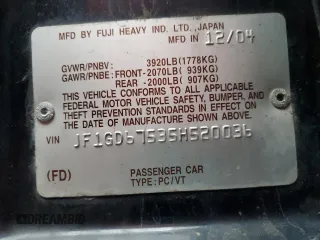 MFD BY FUJI HEAVY IND. LTD., JAPAN
MFD IN 12/04
GVWR/PNBV: 3920LB(1778KG)
GAWR/PNBE: FRONT-2070LB( 939KG)
REAR -2000LB( 907KG)
THIS VEHICLE CONFORMS TO ALL APPLICABLE
FEDERAL MOTOR VEHICLE SAFETY, BUMPER, AND
THEFT PREVENTION STANDARDS IN EFFECT ON
THE DATE OF MANUFACTURE SHOWN ABOVE.
VIN JF1GD67535H520036
(FD) PASSENGER CAR
TYPE:PC/VT
DREAMBID